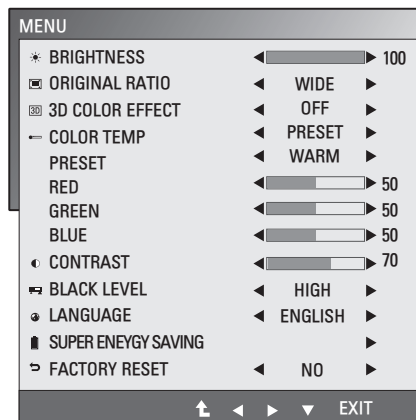 MENU
BRIGHTNESS 100
ORIGINAL RATIO WIDE
3D 3D COLOR EFFECT OFF
COLOR TEMP PRESET
PRESET WARM
RED 50
GREEN 50
BLUE 50
CONTRAST 70
BLACK LEVEL HIGH
LANGUAGE ENGLISH
SUPER ENEYGY SAVING
FACTORY RESET NO
EXIT